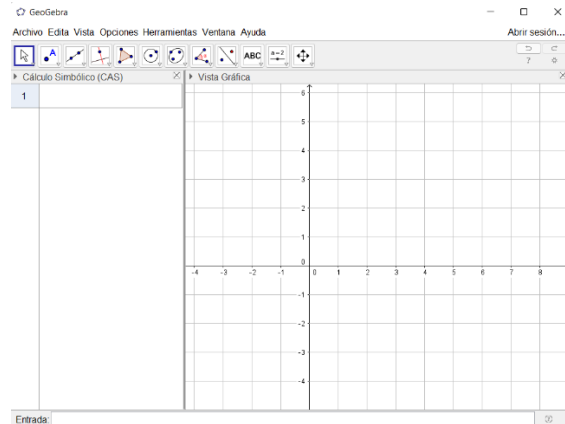 GeoGebra
Archivo Edita Vista Opciones Herramientas Ventana Ayuda
Abrir sesión...
ABC
a=2
Cálculo Simbólico (CAS)
Vista Gráfica
1
6
5
4
3
2
1
0
-4 -3 -2 -1 0 1 2 3 4 5 6 7 8
-1
-2
-3
-4
Entrada: